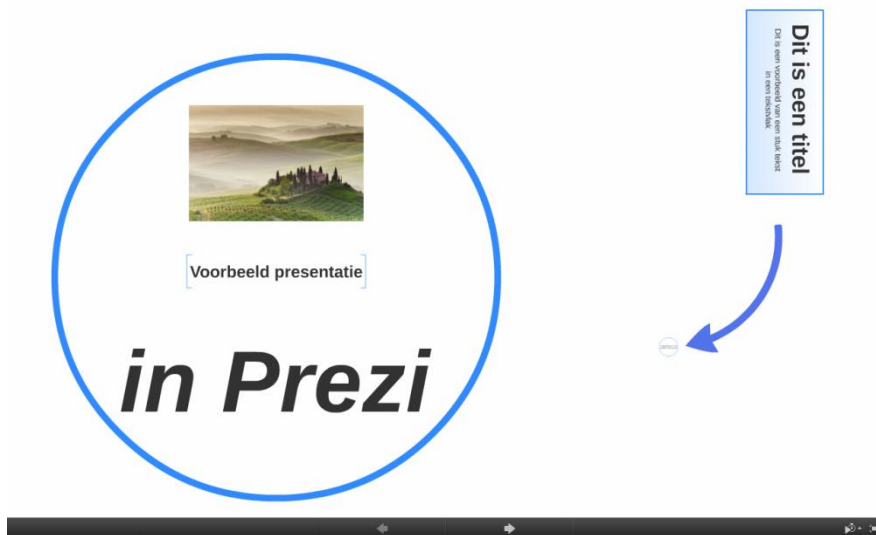 Voorbeeld presentatie
in Prezi
Dit is een titel
Dit is een voorbeeld van een stuk tekst
in een tekstvlak